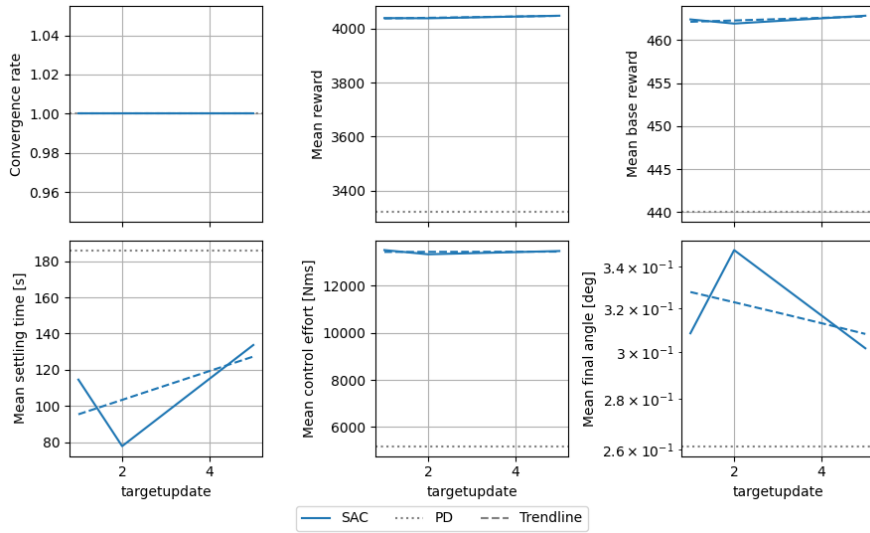 Convergence rate
1.04
1.02
1.00
0.98
0.96
Mean reward
4000
3800
3600
3400
Mean base reward
460
455
450
445
440
Mean settling time [s]
180
160
140
120
100
80
2
4
targetupdate
Mean control effort [Nms]
12000
10000
8000
6000
2
4
targetupdate
Mean final angle [deg]
3.4 × 10⁻¹
3.2 × 10⁻¹
3 × 10⁻¹
2.8 × 10⁻¹
2.6 × 10⁻¹
2
4
targetupdate
SAC PD Trendline